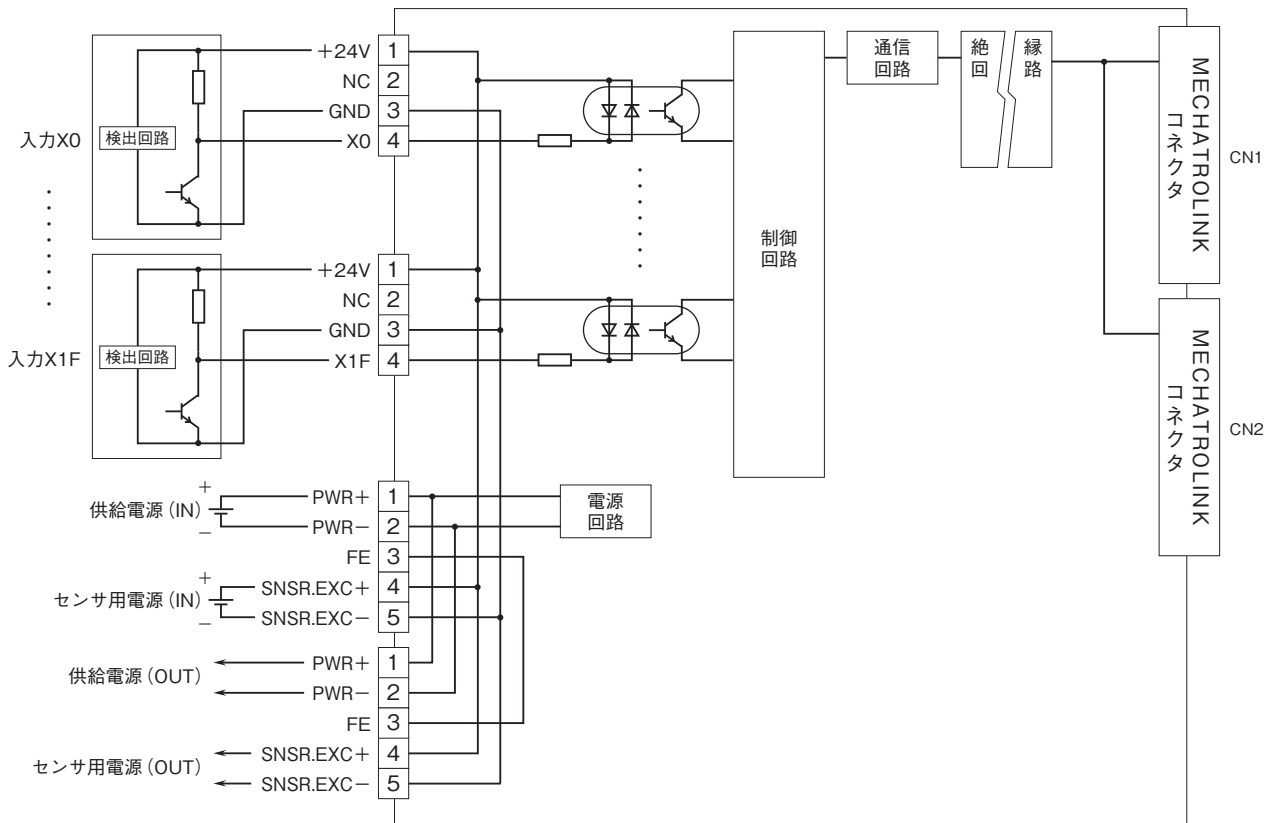 入力X0
検出回路
+24V 1
NC 2
GND 3
X0 4
入力X1F
検出回路
+24V 1
NC 2
GND 3
X1F 4
供給電源(IN)
+
−
PWR+ 1
PWR− 2
FE 3
センサ用電源(IN)
+
−
SNSR.EXC+ 4
SNSR.EXC− 5
供給電源(OUT)
PWR+ 1
PWR− 2
FE 3
センサ用電源(OUT)
SNSR.EXC+ 4
SNSR.EXC− 5
電源
回路
制御
回路
通信
回路
絶縁
回路
MECHATROLINK
コネクタ
CN1
MECHATROLINK
コネクタ
CN2